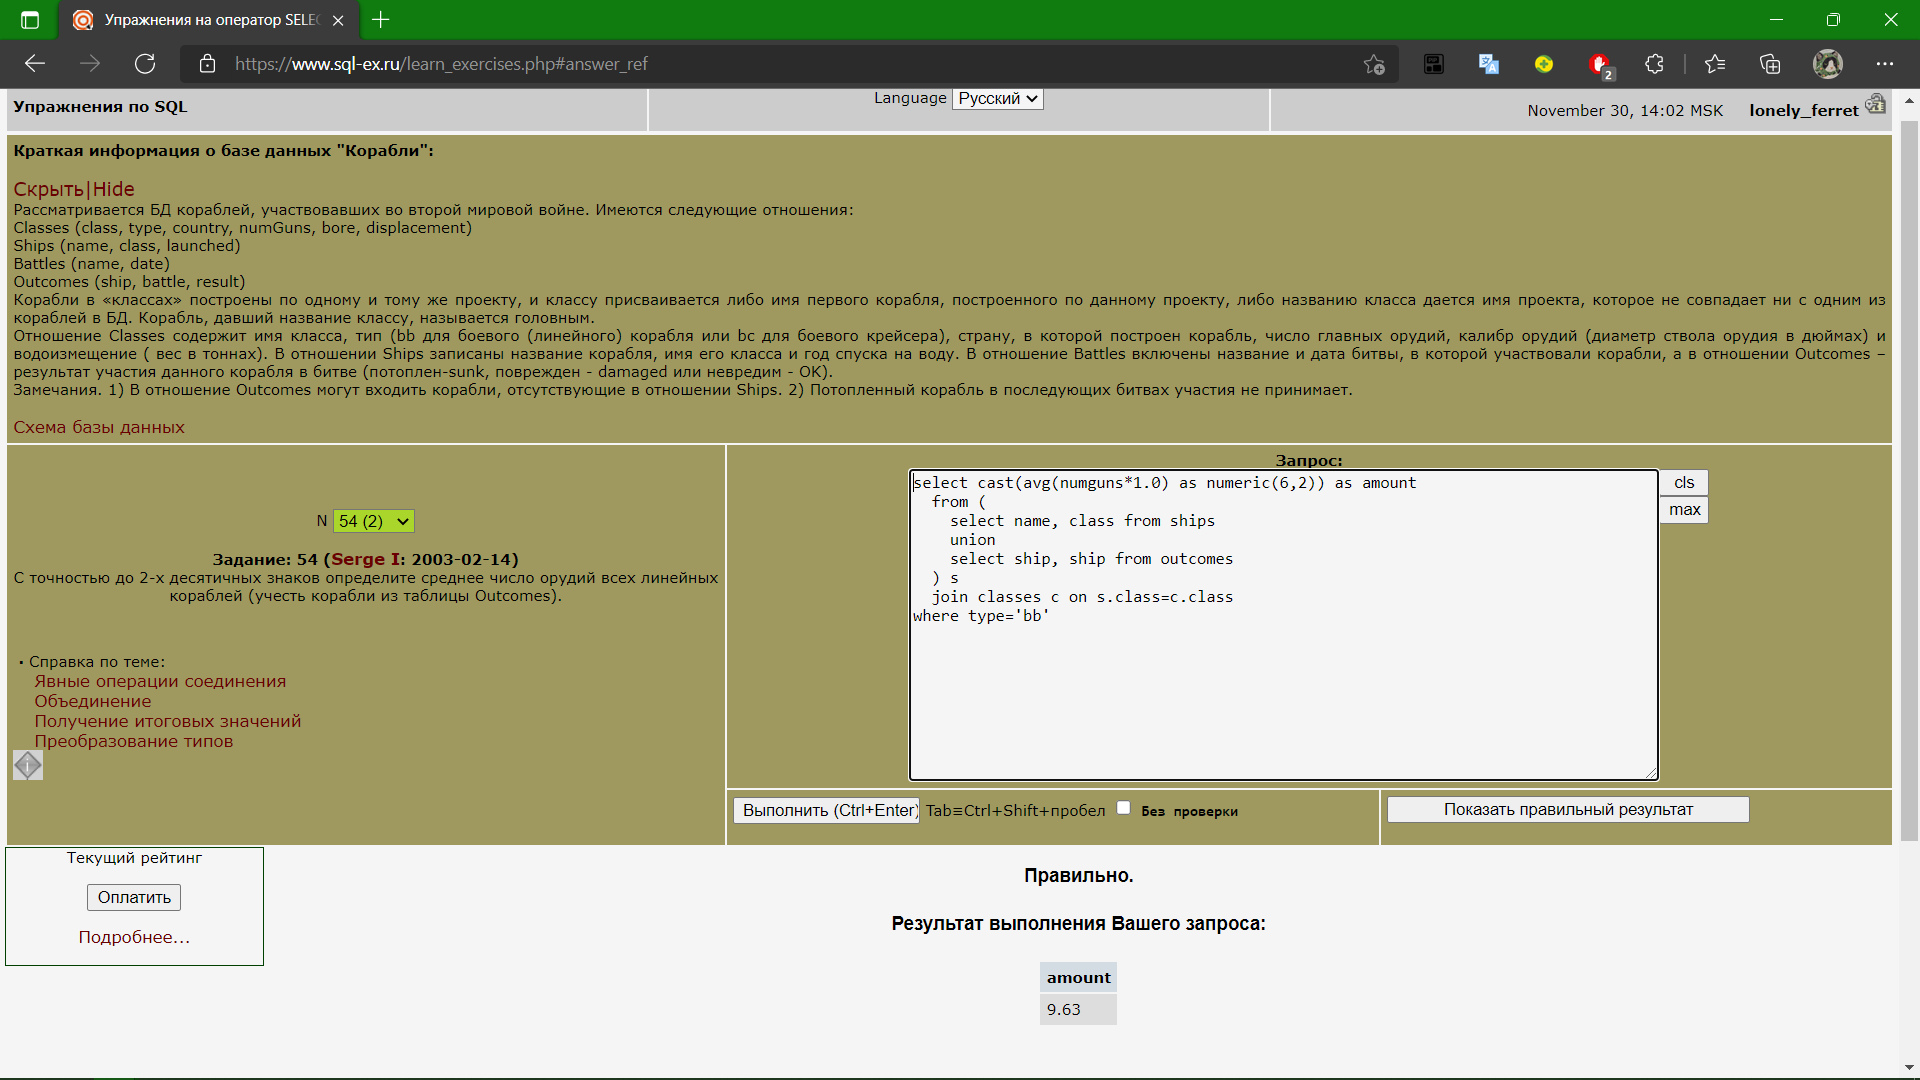 Упражнения на оператор SELEC
https://www.sql-ex.ru/learn_exercises.php#answer_ref
2
Упражнения по SQL
Language Русский
November 30, 14:02 MSK lonely_ferret
Краткая информация о базе данных "Корабли":
Скрыть|Hide
Рассматривается БД кораблей, участвовавших во второй мировой войне. Имеются следующие отношения:
Classes (class, type, country, numGuns, bore, displacement)
Ships (name, class, launched)
Battles (name, date)
Outcomes (ship, battle, result)
Корабли в «классах» построены по одному и тому же проекту, и классу присваивается либо имя первого корабля, построенного по данному проекту, либо названию класса дается имя проекта, которое не совпадает ни с одним из
кораблей в БД. Корабль, давший название классу, называется головным.
Отношение Classes содержит имя класса, тип (bb для боевого (линейного) корабля или bc для боевого крейсера), страну, в которой построен корабль, число главных орудий, калибр орудий (диаметр ствола орудия в дюймах) и
водоизмещение ( вес в тоннах). В отношении Ships записаны название корабля, имя его класса и год спуска на воду. В отношение Battles включены название и дата битвы, в которой участвовали корабли, а в отношении Outcomes –
результат участия данного корабля в битве (потоплен-sunk, поврежден - damaged или невредим - OK).
Замечания. 1) В отношение Outcomes могут входить корабли, отсутствующие в отношении Ships. 2) Потопленный корабль в последующих битвах участия не принимает.
Схема базы данных
N 54 (2)
Задание: 54 (Serge I: 2003-02-14)
С точностью до 2-х десятичных знаков определите среднее число орудий всех линейных
кораблей (учесть корабли из таблицы Outcomes).
• Справка по теме:
Явные операции соединения
Объединение
Получение итоговых значений
Преобразование типов
Запрос:
select cast(avg(numguns*1.0) as numeric(6,2)) as amount
from (
select name, class from ships
union
select ship, ship from outcomes
) s
join classes c on s.class=c.class
where type='bb'
cls
max
Выполнить (Ctrl+Enter) Tab≡Ctrl+Shift+пробел Без проверки
Показать правильный результат
Текущий рейтинг
Оплатить
Подробнее...
Правильно.
Результат выполнения Вашего запроса:
amount
9.63